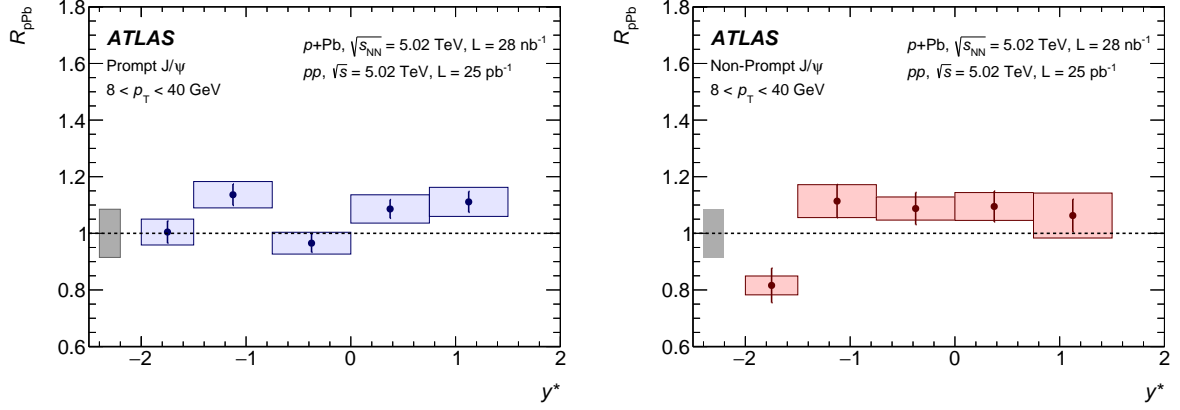 R_pPb
1.8
1.6
1.4
1.2
1
0.8
0.6
ATLAS
Prompt J/ψ
8 < p_T < 40 GeV
p+Pb, √s_NN = 5.02 TeV, L = 28 nb⁻¹
pp, √s = 5.02 TeV, L = 25 pb⁻¹
−2 −1 0 1 2
y*
R_pPb
1.8
1.6
1.4
1.2
1
0.8
0.6
ATLAS
Non-Prompt J/ψ
8 < p_T < 40 GeV
p+Pb, √s_NN = 5.02 TeV, L = 28 nb⁻¹
pp, √s = 5.02 TeV, L = 25 pb⁻¹
−2 −1 0 1 2
y*